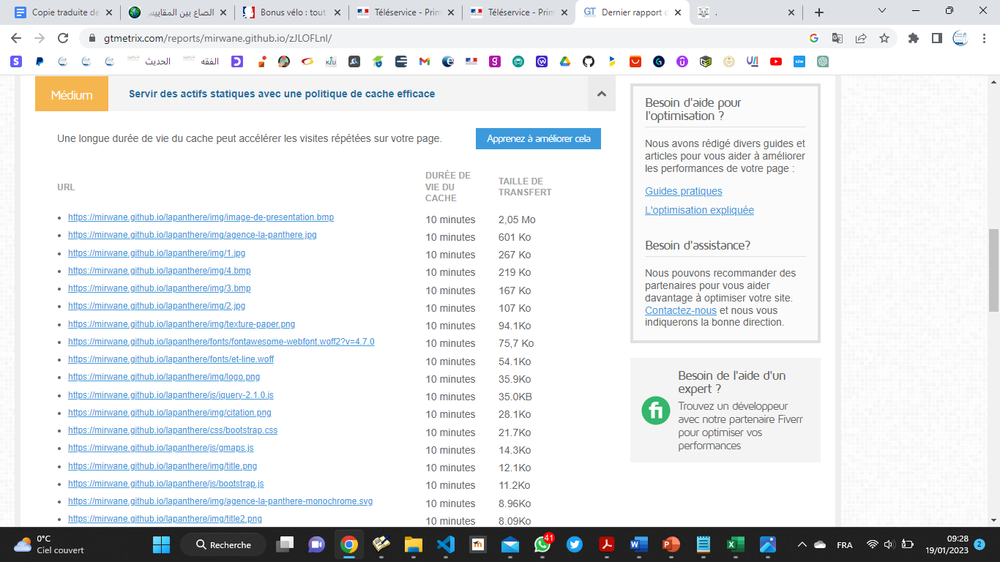 Copie traduite de
الصاع بين المقاييس
Bonus vélo : tout
Téléservice - Prim
Téléservice - Prim
GT Dernier rapport d
.
gtmetrix.com/reports/mirwane.github.io/zJLOFLnI/
الحديث
الفقه
Médium
Servir des actifs statiques avec une politique de cache efficace
Une longue durée de vie du cache peut accélérer les visites répétées sur votre page.
Apprenez à améliorer cela
URL
DURÉE DE
VIE DU
CACHE
TAILLE DE
TRANSFERT
https://mirwane.github.io/lapanthere/img/image-de-presentation.bmp 10 minutes 2,05 Mo
https://mirwane.github.io/lapanthere/img/agence-la-panthere.jpg 10 minutes 601 Ko
https://mirwane.github.io/lapanthere/img/1.jpg 10 minutes 267 Ko
https://mirwane.github.io/lapanthere/img/4.bmp 10 minutes 219 Ko
https://mirwane.github.io/lapanthere/img/3.bmp 10 minutes 167 Ko
https://mirwane.github.io/lapanthere/img/2.jpg 10 minutes 107 Ko
https://mirwane.github.io/lapanthere/img/texture-paper.png 10 minutes 94.1Ko
https://mirwane.github.io/lapanthere/fonts/fontawesome-webfont.woff2?v=4.7.0 10 minutes 75,7 Ko
https://mirwane.github.io/lapanthere/fonts/et-line.woff 10 minutes 54.1Ko
https://mirwane.github.io/lapanthere/img/logo.png 10 minutes 35.9Ko
https://mirwane.github.io/lapanthere/js/jquery-2.1.0.js 10 minutes 35.0KB
https://mirwane.github.io/lapanthere/img/citation.png 10 minutes 28.1Ko
https://mirwane.github.io/lapanthere/css/bootstrap.css 10 minutes 21.7Ko
https://mirwane.github.io/lapanthere/js/gmaps.js 10 minutes 14.3Ko
https://mirwane.github.io/lapanthere/img/title.png 10 minutes 12.1Ko
https://mirwane.github.io/lapanthere/js/bootstrap.js 10 minutes 11.2Ko
https://mirwane.github.io/lapanthere/img/agence-la-panthere-monochrome.svg 10 minutes 8.96Ko
https://mirwane.github.io/lapanthere/img/title2.png 10 minutes 8.09Ko
Besoin d'aide pour
l'optimisation ?
Nous avons rédigé divers guides et
articles pour vous aider à améliorer
les performances de votre page :
Guides pratiques
L'optimisation expliquée
Besoin d'assistance?
Nous pouvons recommander des
partenaires pour vous aider
davantage à optimiser votre site.
Contactez-nous et nous vous
indiquerons la bonne direction.
fi
Besoin de l'aide d'un
expert ?
Trouvez un développeur
avec notre partenaire Fiverr
pour optimiser vos
performances
0°C
Ciel couvert
Recherche
41
FRA
09:28
19/01/2023
2